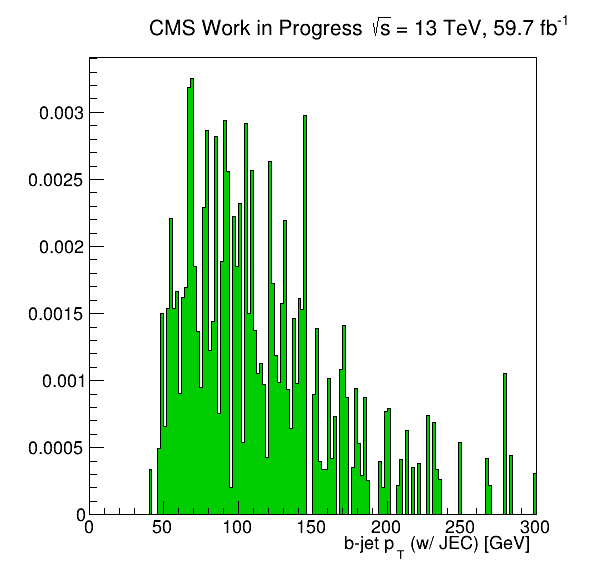 CMS Work in Progress √s = 13 TeV, 59.7 fb⁻¹
0.003
0.0025
0.002
0.0015
0.001
0.0005
0
0 50 100 150 200 250 300
b-jet p_T (w/ JEC) [GeV]